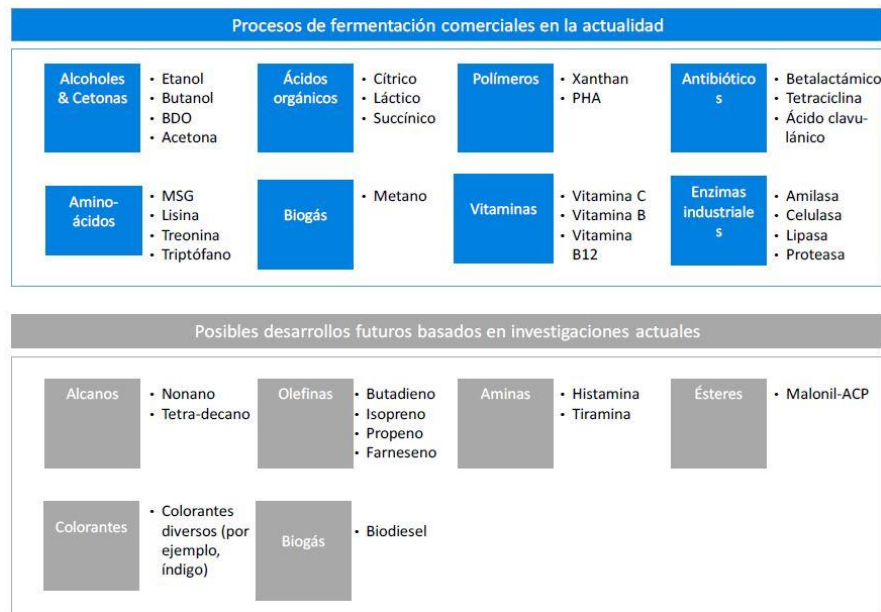 Procesos de fermentación comerciales en la actualidad
Alcoholes
& Cetonas
• Etanol
• Butanol
• BDO
• Acetona
Ácidos
orgánicos
• Cítrico
• Láctico
• Succínico
Polímeros
• Xanthan
• PHA
Antibiótico
s
• Betalactámico
• Tetraciclina
• Ácido clavu-
lánico
Amino-
ácidos
• MSG
• Lisina
• Treonina
• Triptófano
Biogás
• Metano
Vitaminas
• Vitamina C
• Vitamina B
• Vitamina
B12
Enzimas
industriale
s
• Amilasa
• Celulasa
• Lipasa
• Proteasa
Posibles desarrollos futuros basados en investigaciones actuales
Alcanos
• Nonano
• Tetra-decano
Olefinas
• Butadieno
• Isopreno
• Propeno
• Farneseno
Aminas
• Histamina
• Tiramina
Ésteres
• Malonil-ACP
Colorantes
• Colorantes
diversos (por
ejemplo,
índigo)
Biogás
• Biodiesel